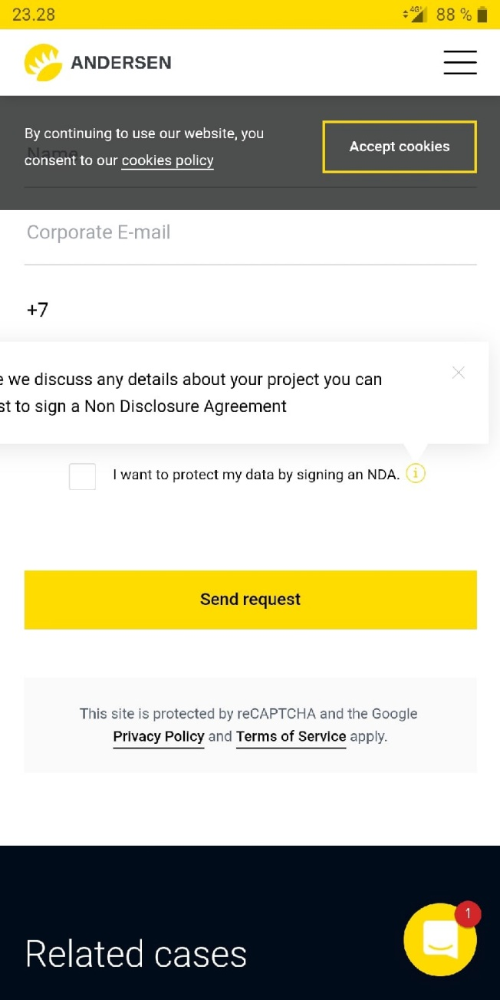 23.28
4G+
88 %
ANDERSEN
By continuing to use our website, you
consent to our cookies policy
Accept cookies
Name
Corporate E-mail
+7
e we discuss any details about your project you can
st to sign a Non Disclosure Agreement
I want to protect my data by signing an NDA.
i
Send request
This site is protected by reCAPTCHA and the Google
Privacy Policy and Terms of Service apply.
1
Related cases